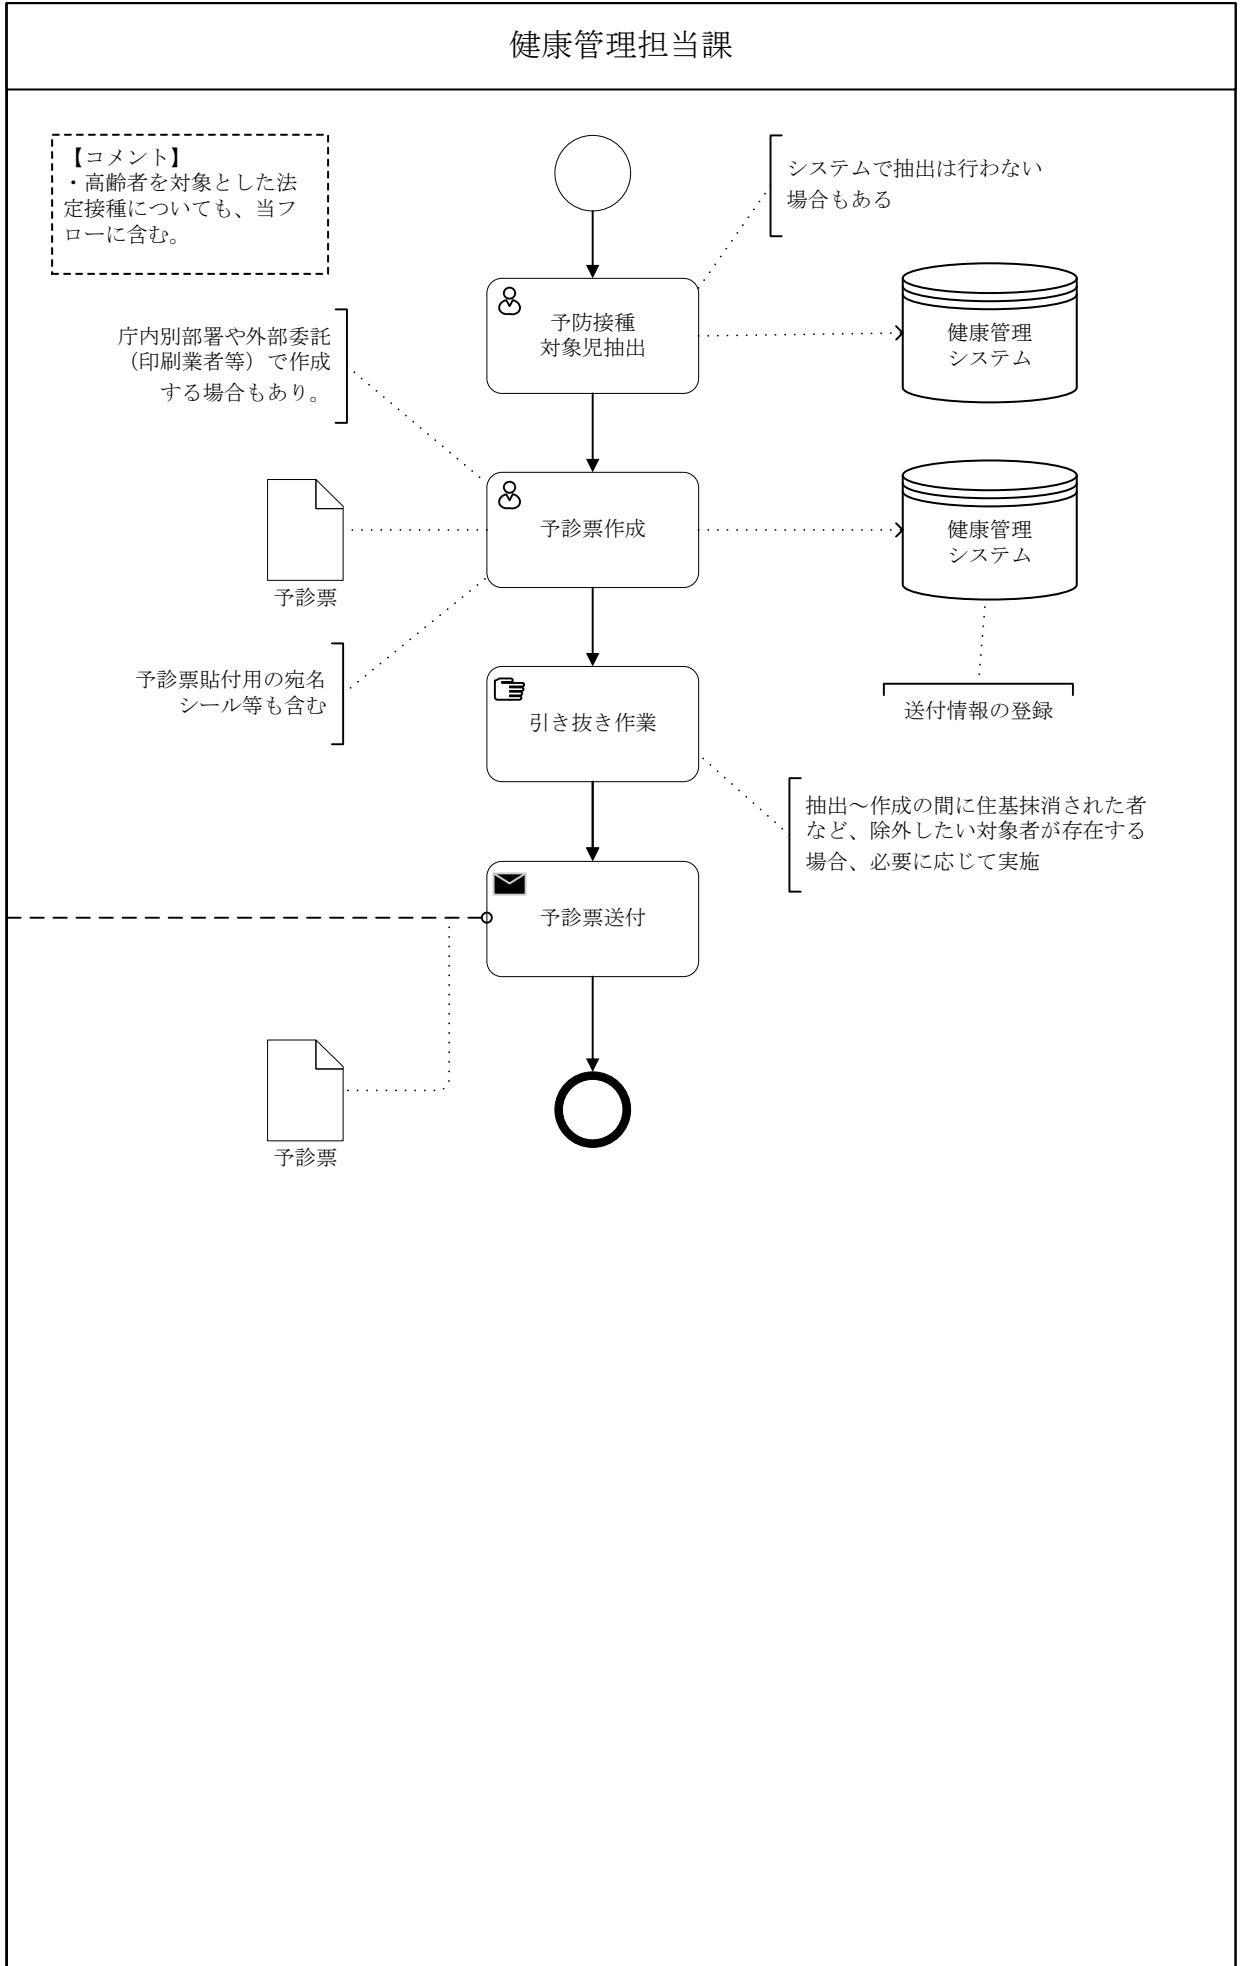 健康管理担当課
【コメント】
・高齢者を対象とした法
定接種についても、当フ
ローに含む。
システムで抽出は行わない
場合もある
予防接種
対象児抽出
健康管理
システム
庁内別部署や外部委託
（印刷業者等）で作成
する場合もあり。
予診票作成
健康管理
システム
予診票
予診票貼付用の宛名
シール等も含む
引き抜き作業
送付情報の登録
抽出～作成の間に住基抹消された者
など、除外したい対象者が存在する
場合、必要に応じて実施
予診票送付
予診票